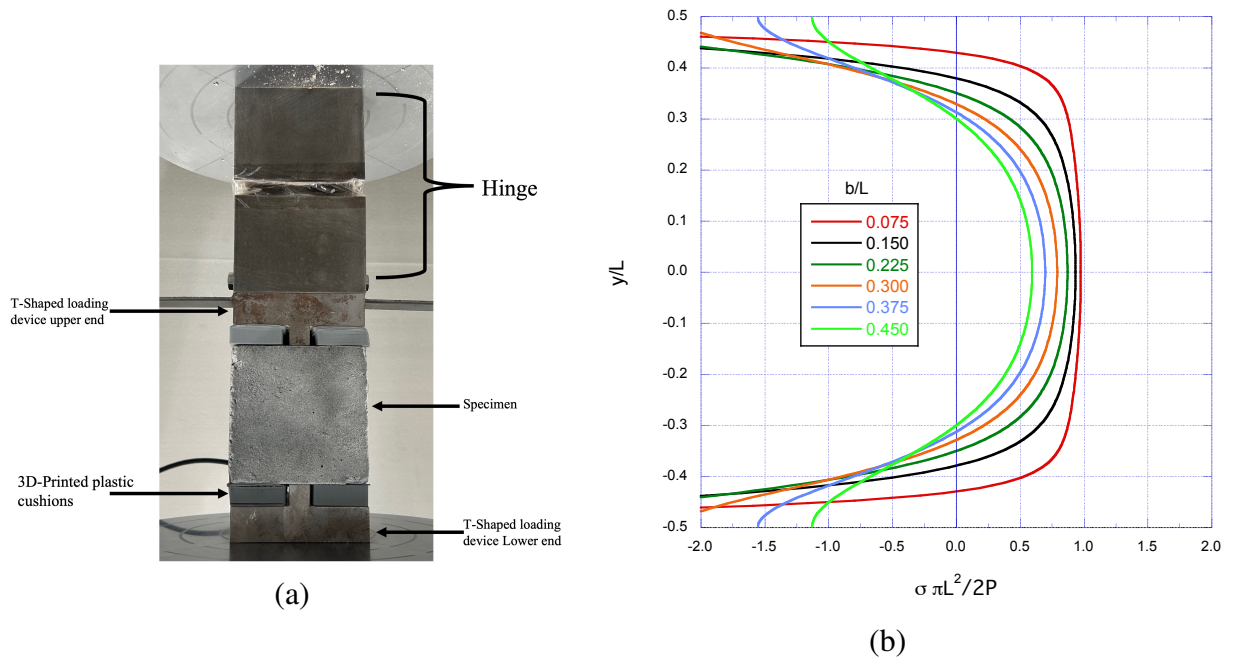 Hinge
T-Shaped loading
device upper end
Specimen
3D-Printed plastic
cushions
T-Shaped loading
device Lower end
(a)
0.5
0.4
0.3
0.2
0.1
0.0
-0.1
-0.2
-0.3
-0.4
-0.5
y/L
b/L
0.075
0.150
0.225
0.300
0.375
0.450
-2.0 -1.5 -1.0 -0.5 0.0 0.5 1.0 1.5 2.0
σ πL²/2P
(b)